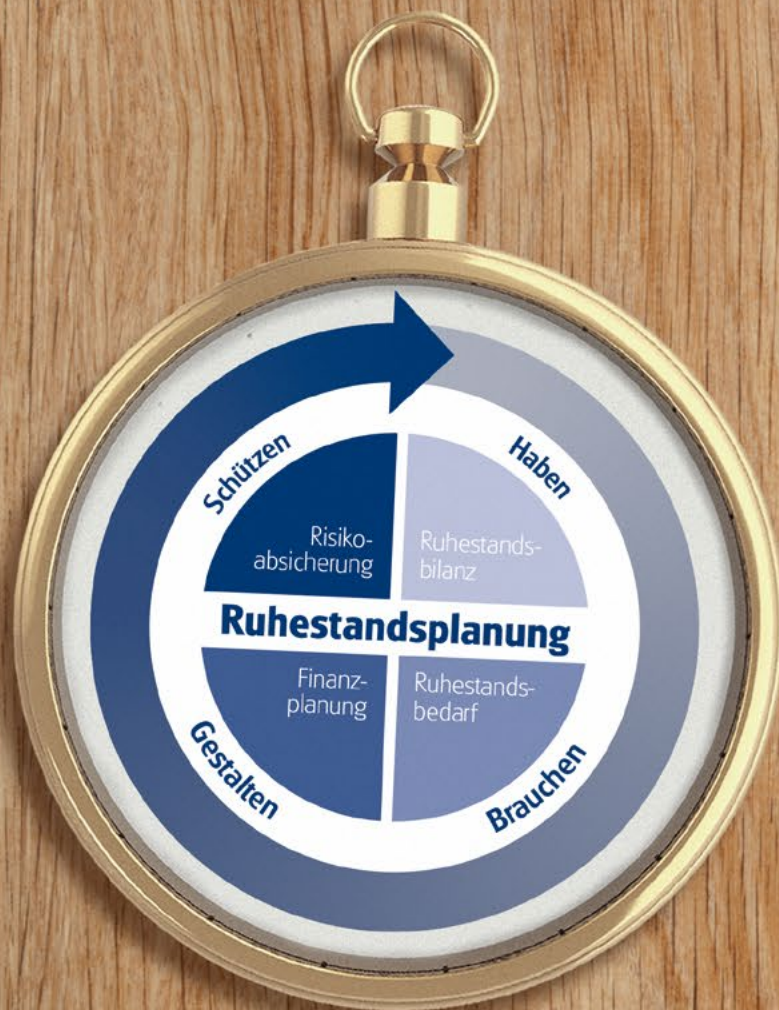 Schützen
Haben
Risiko-
absicherung
Ruhestands-
bilanz
Ruhestandsplanung
Finanz-
planung
Ruhestands-
bedarf
Gestalten
Brauchen